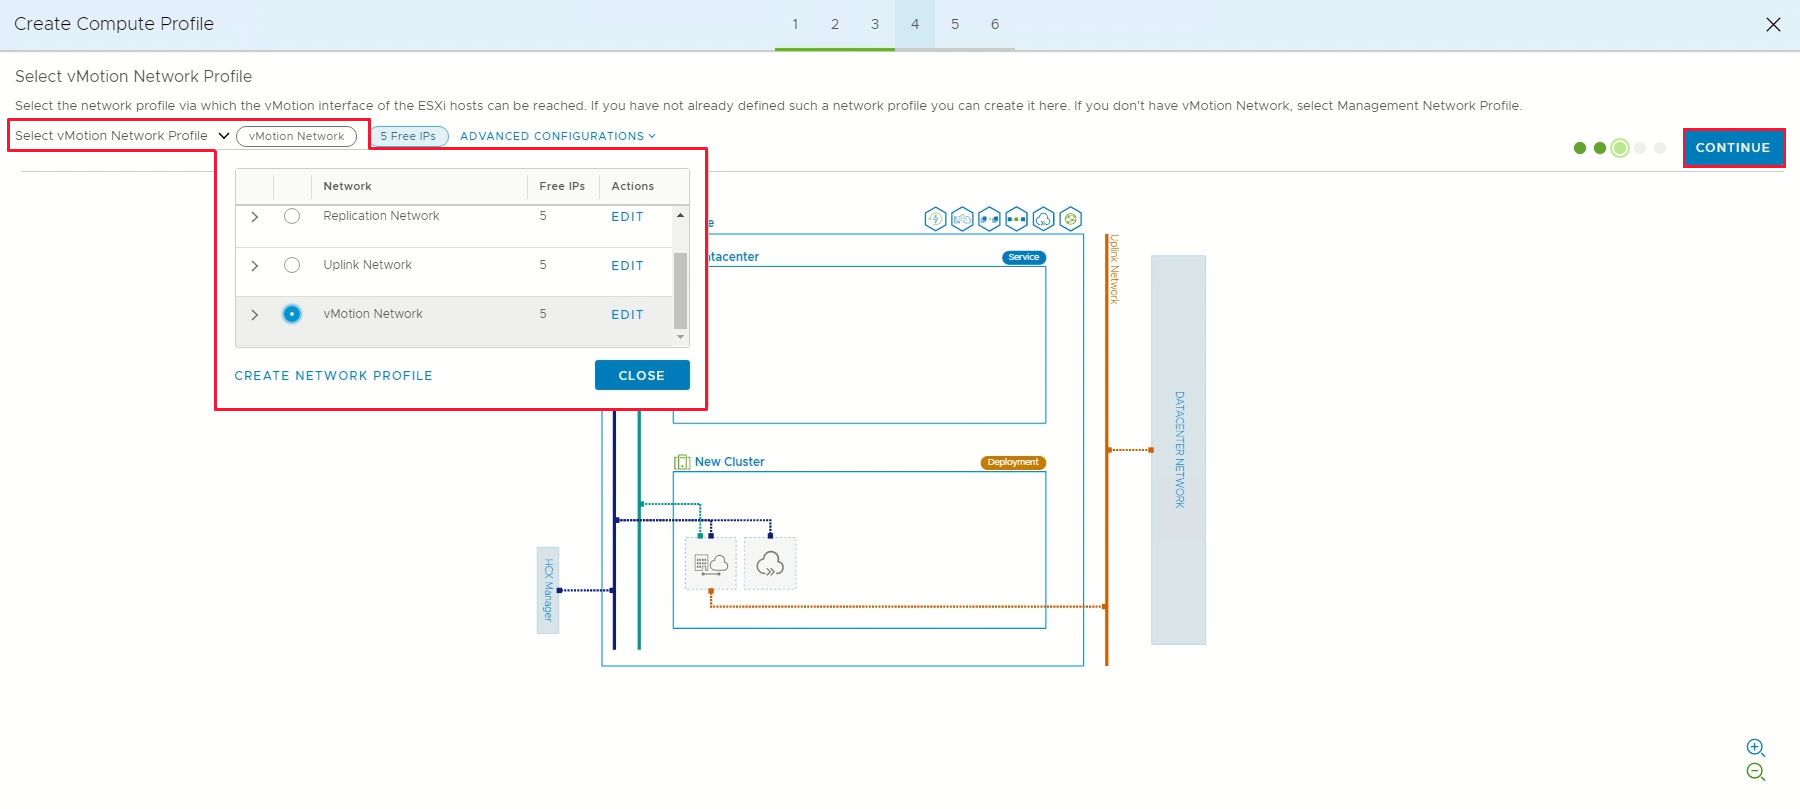 Create Compute Profile
1 2 3 4 5 6
Select vMotion Network Profile
Select the network profile via which the vMotion interface of the ESXi hosts can be reached. If you have not already defined such a network profile you can create it here. If you don't have vMotion Network, select Management Network Profile.
Select vMotion Network Profile vMotion Network 5 Free IPs ADVANCED CONFIGURATIONS
CONTINUE
Network Free IPs Actions
Replication Network 5 EDIT
Uplink Network 5 EDIT
vMotion Network 5 EDIT
CREATE NETWORK PROFILE CLOSE
e
tacenter Service
Uplink Network
DATACENTER NETWORK
New Cluster Deployment
HCX Manager